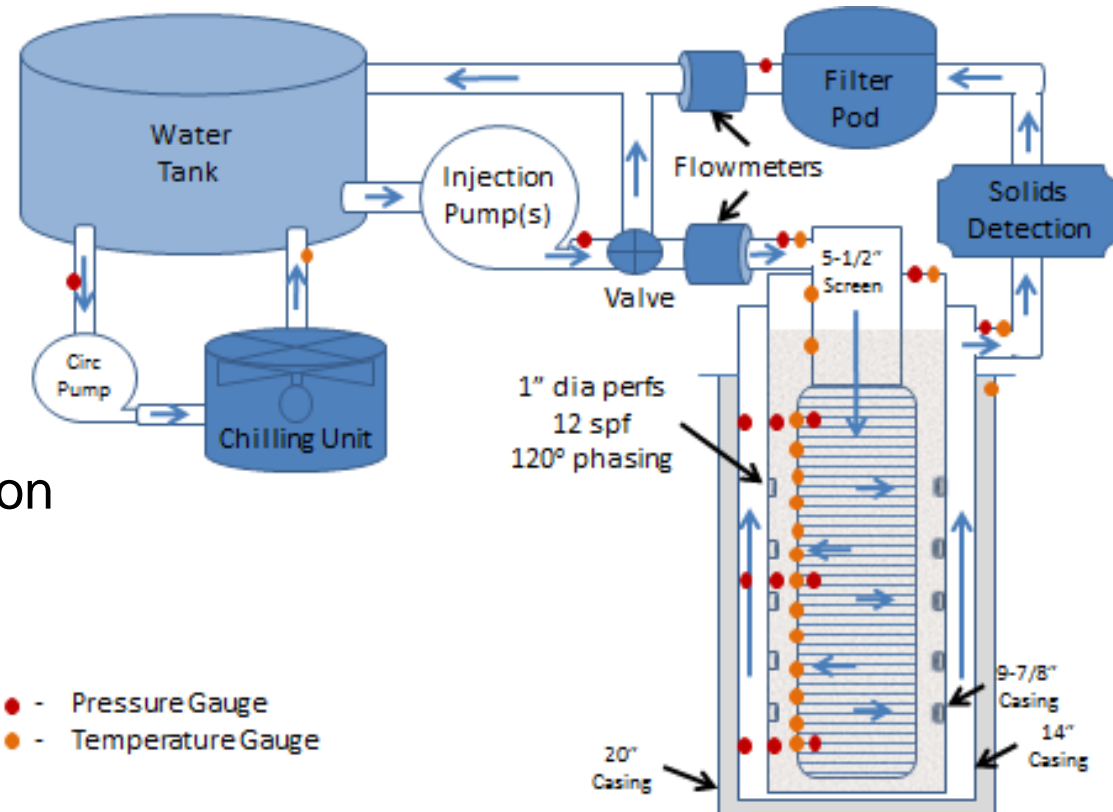 Water
Tank
Injection
Pump(s)
Filter
Pod
Flowmeters
Solids
Detection
Valve
5-1/2"
Screen
Circ
Pump
Chilling Unit
1" dia perfs
12 spf
120° phasing
on
- Pressure Gauge
- Temperature Gauge
9-7/8"
Casing
14"
Casing
20"
Casing